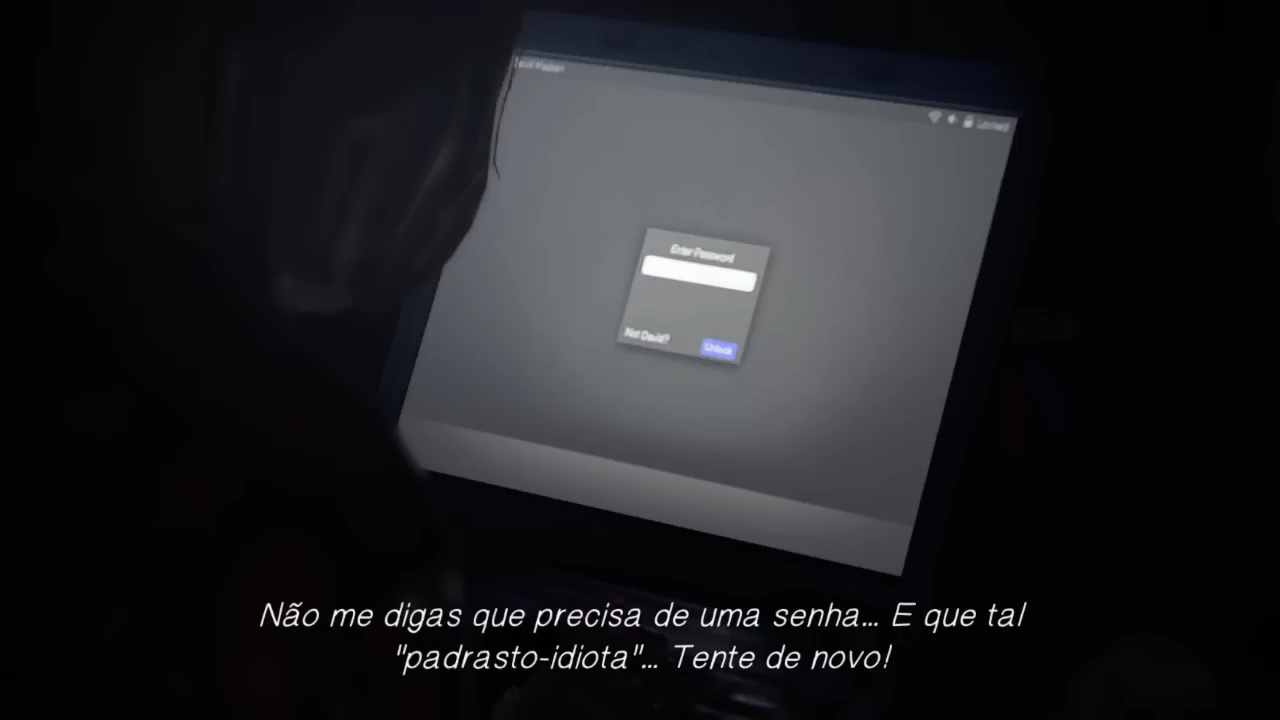 Enter Password
Not David?
Unlock
Não me digas que precisa de uma senha... E que tal
"padrasto-idiota"... Tente de novo!